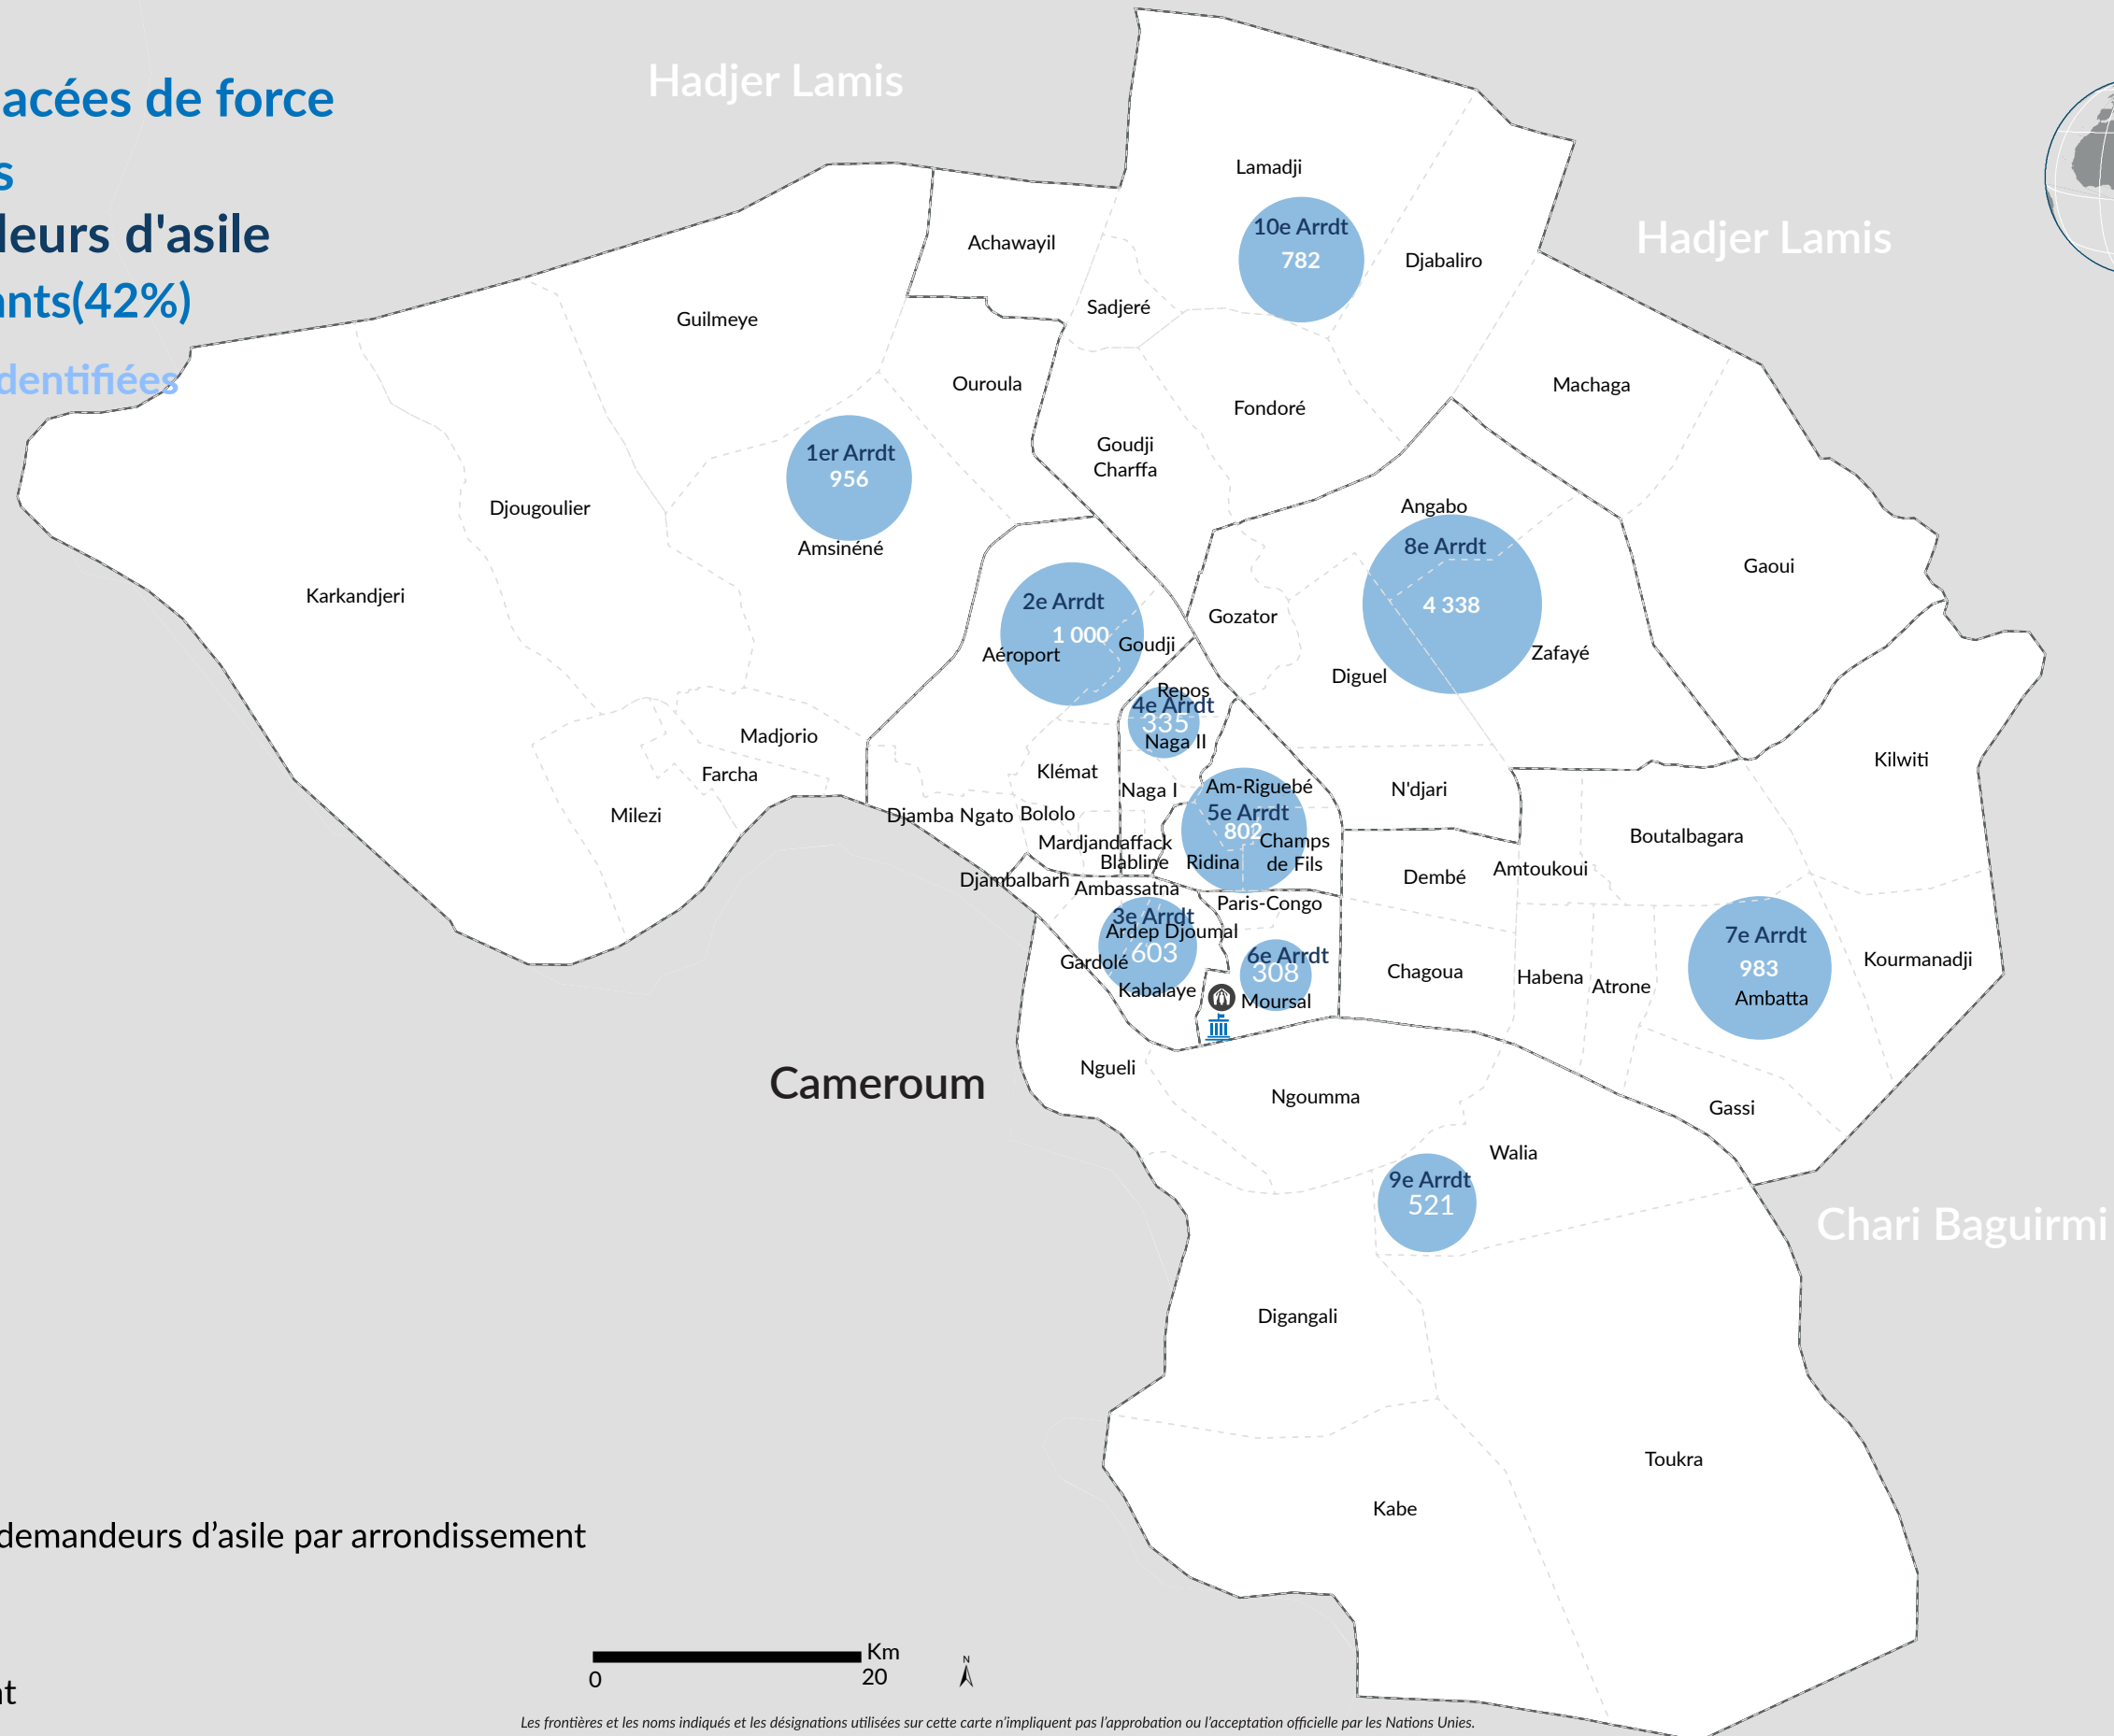 acées de force
s
leurs d'asile
ants(42%)
dentifiées
Hadjer Lamis
Hadjer Lamis
Lamadji
10e Arrdt
782
Djabaliro
Achawayil
Sadjeré
Guilmeye
Ouroula
Fondoré
Machaga
Goudji
Charffa
1er Arrdt
956
Amsinéné
Djougoulier
Karkandjeri
Angabo
8e Arrdt
4 338
Zafayé
Gaoui
Gozator
Diguel
2e Arrdt
1 000
Aéroport
Goudji
Repos
4e Arrdt
335
Naga II
Madjorio
Farcha
Milezi
Klémat
Naga I
Am-Riguebé
5e Arrdt
802
Champs
de Fils
Ridina
N'djari
Kilwiti
Djamba Ngato
Bololo
Mardjandaffack
Blabline
Boutalbagara
Amtoukoui
Dembé
Djambalbarh
Ambassatna
3e Arrdt
Ardep Djoumal
603
Gardolé
Kabalaye
Paris-Congo
6e Arrdt
308
Moursal
Chagoua
Habena
Atrone
7e Arrdt
983
Ambatta
Kourmanadji
Cameroum
Ngueli
Ngoumma
Gassi
Walia
9e Arrdt
521
Chari Baguirmi
Digangali
Toukra
Kabe
demandeurs d’asile par arrondissement
Km
0
20
N
nt
Les frontières et les noms indiqués et les désignations utilisées sur cette carte n’impliquent pas l’approbation ou l’acceptation officielle par les Nations Unies.